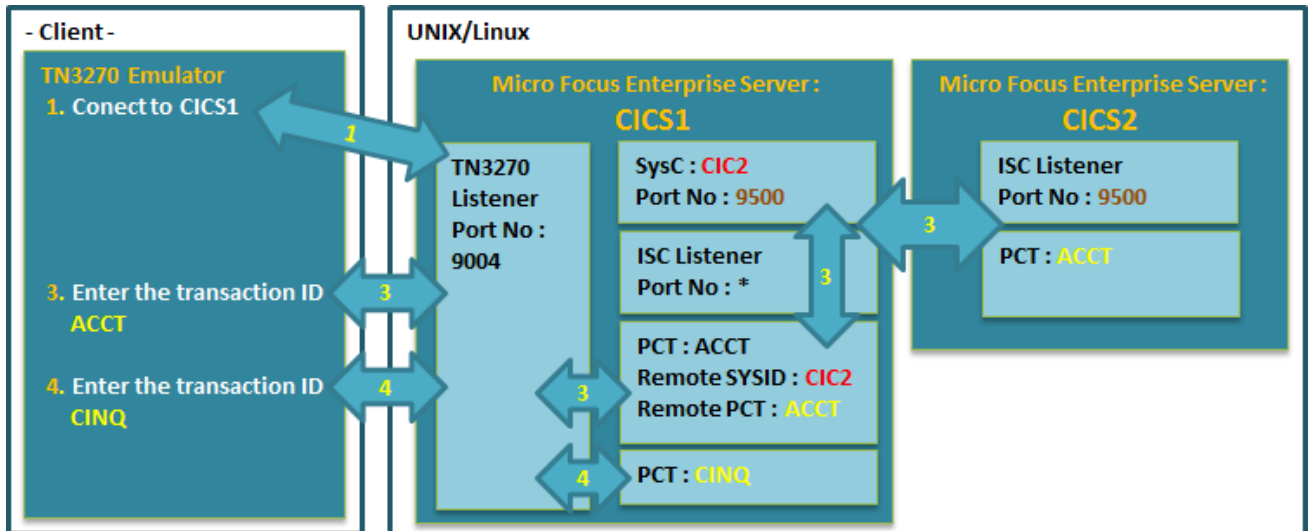 - Client -
TN3270 Emulator
1. Conect to CICS1
1
3. Enter the transaction ID
ACCT
3
4. Enter the transaction ID
CINQ
4
UNIX/Linux
Micro Focus Enterprise Server :
CICS1
TN3270
Listener
Port No :
9004
SysC : CIC2
Port No : 9500
ISC Listener
Port No : *
3
PCT : ACCT
Remote SYSID : CIC2
Remote PCT : ACCT
3
PCT : CINQ
4
3
Micro Focus Enterprise Server :
CICS2
ISC Listener
Port No : 9500
PCT : ACCT